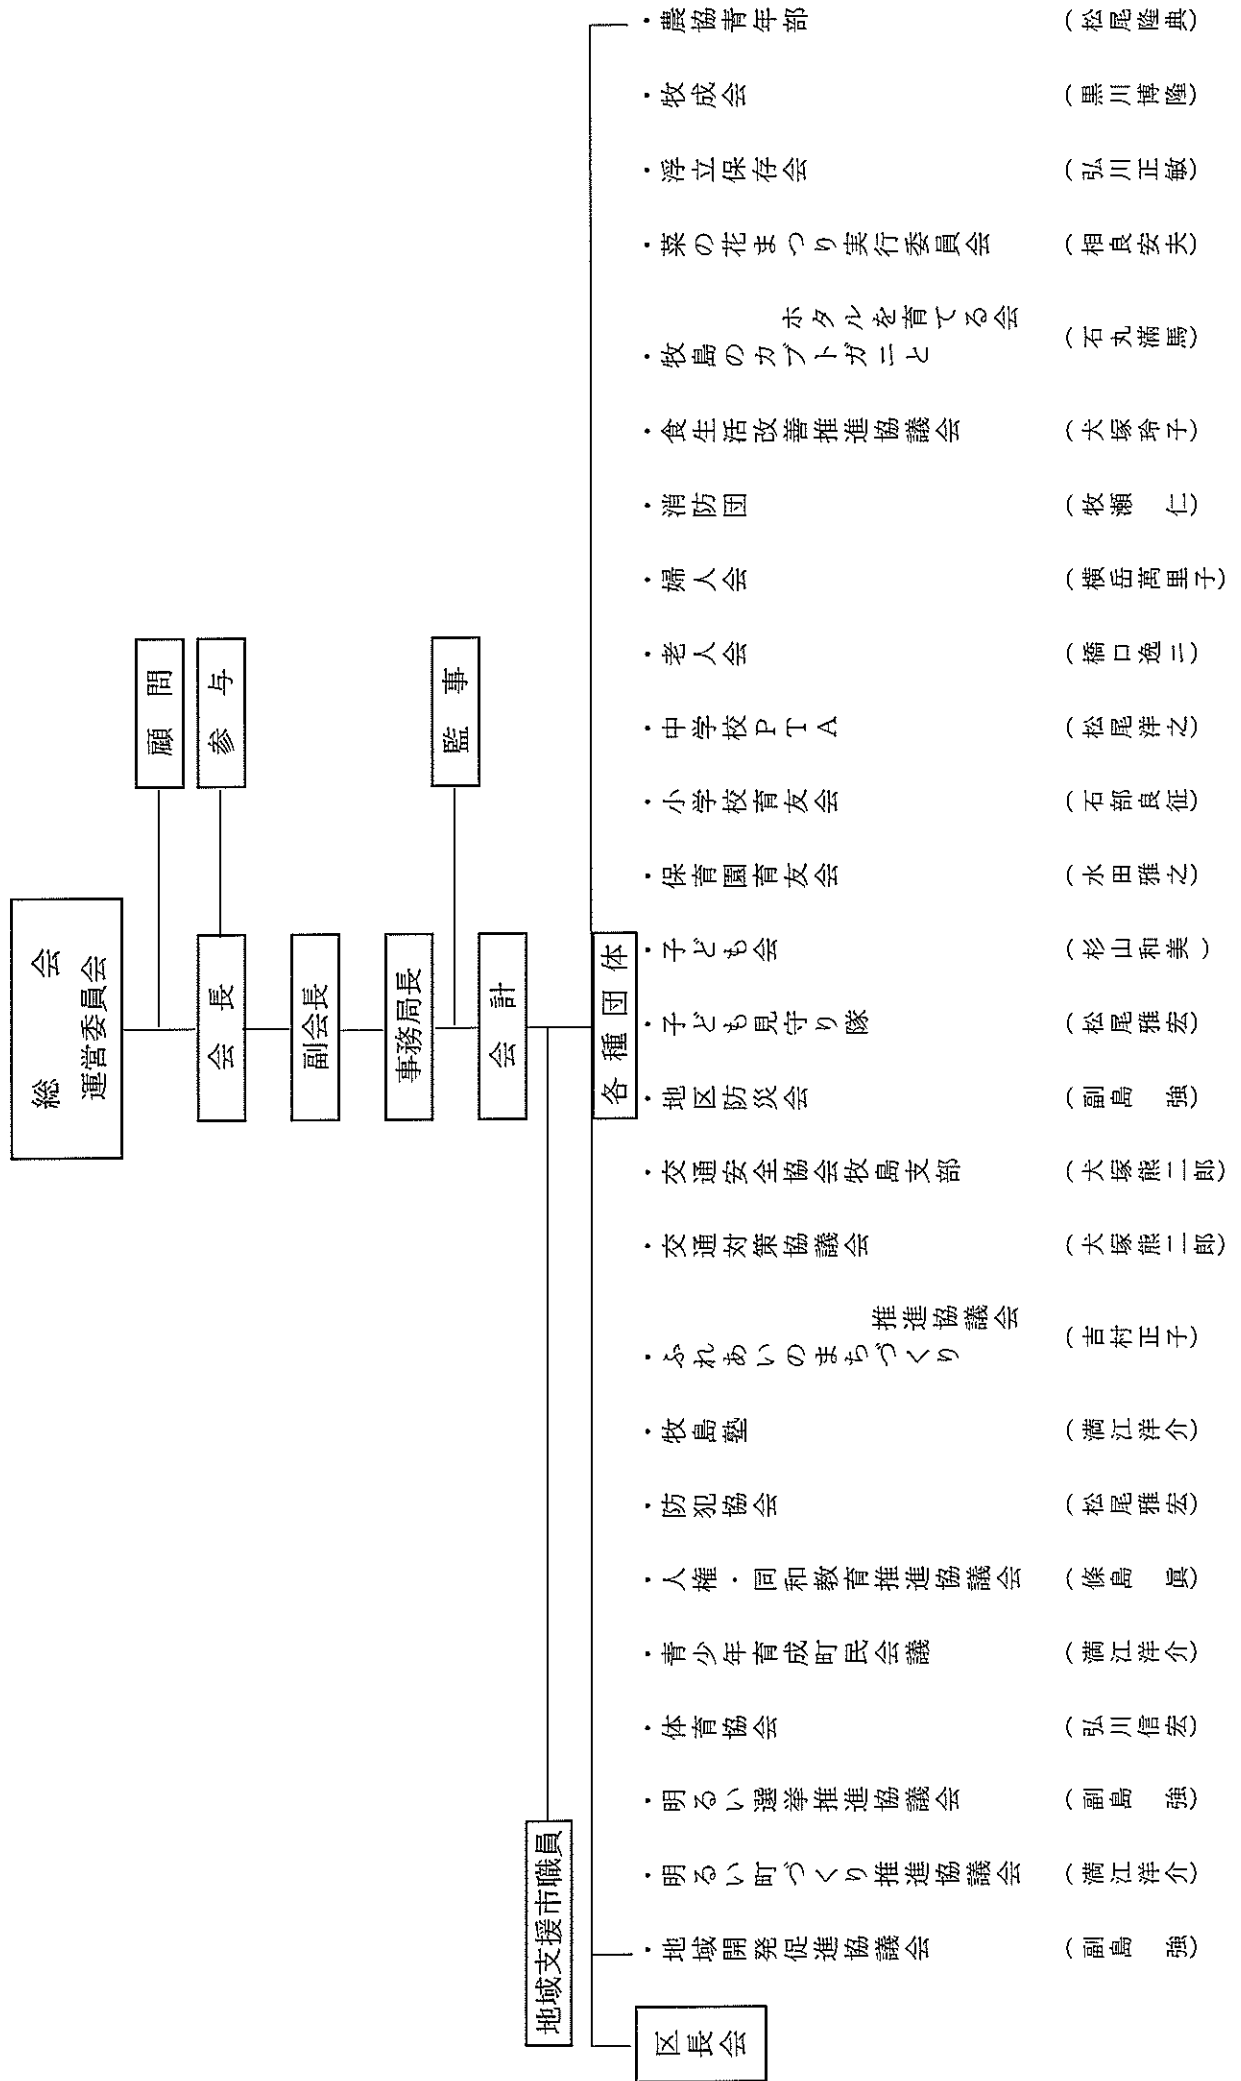 総会
運営委員会
顧問
会長
参与
副会長
事務局長
監事
会計
地域支援市職員
各種団体
区長会
・地域開発促進協議会 (副島 強)
・明るい町づくり推進協議会 (満江洋介)
・明るい選挙推進協議会 (副島 強)
・体育協会 (弘川信宏)
・青少年育成町民会議 (満江洋介)
・人権・同和教育推進協議会 (條島 眞)
・防犯協会 (松尾雅宏)
・牧島塾 (満江洋介)
・ふれあいのまちづくり
推進協議会 (吉村正子)
・交通対策協議会 (犬塚熊二郎)
・交通安全協会牧島支部 (犬塚熊二郎)
・地区防災会 (副島 強)
・子ども見守り隊 (松尾雅宏)
・子ども会 (杉山和美)
・保育園育友会 (水田雅之)
・小学校育友会 (石部良征)
・中学校PTA (松尾洋之)
・老人会 (橋口逸二)
・婦人会 (横岳萬里子)
・消防団 (牧瀬 仁)
・食生活改善推進協議会 (犬塚玲子)
・牧島のカブトガニと
ホタルを育てる会 (石丸満馬)
・菜の花まつり実行委員会 (相良安夫)
・浮立保存会 (弘川正敏)
・牧成会 (黒川博隆)
・農協青年部 (松尾隆典)